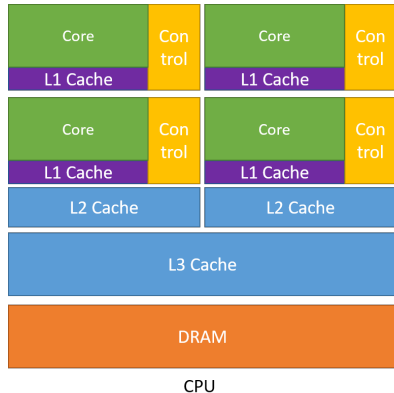 Core
Con
trol
Core
Con
trol
L1 Cache
L1 Cache
Core
Con
trol
Core
Con
trol
L1 Cache
L1 Cache
L2 Cache
L2 Cache
L3 Cache
DRAM
CPU